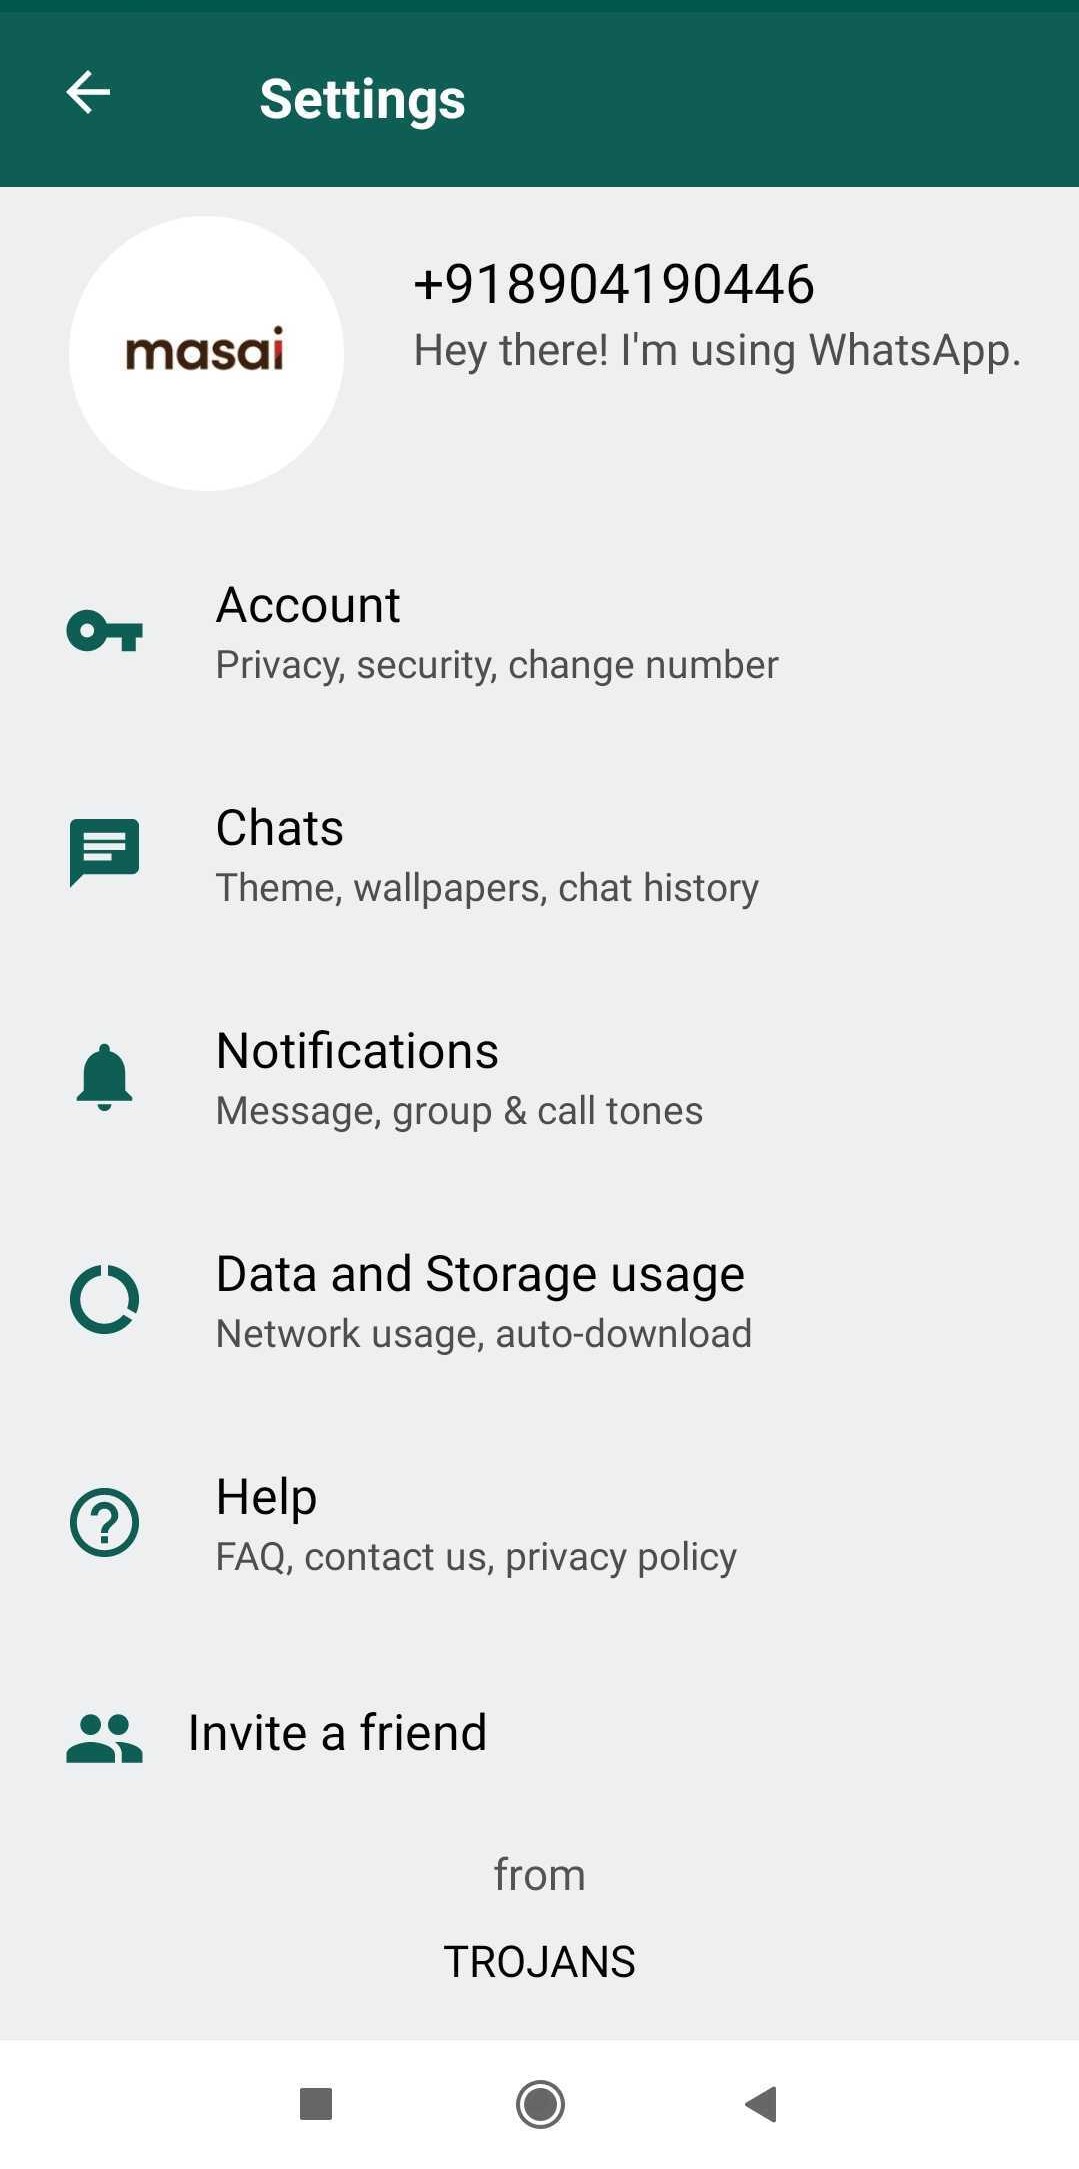 Settings
masai
+918904190446
Hey there! I'm using WhatsApp.
Account
Privacy, security, change number
Chats
Theme, wallpapers, chat history
Notifications
Message, group & call tones
Data and Storage usage
Network usage, auto-download
Help
FAQ, contact us, privacy policy
Invite a friend
from
TROJANS